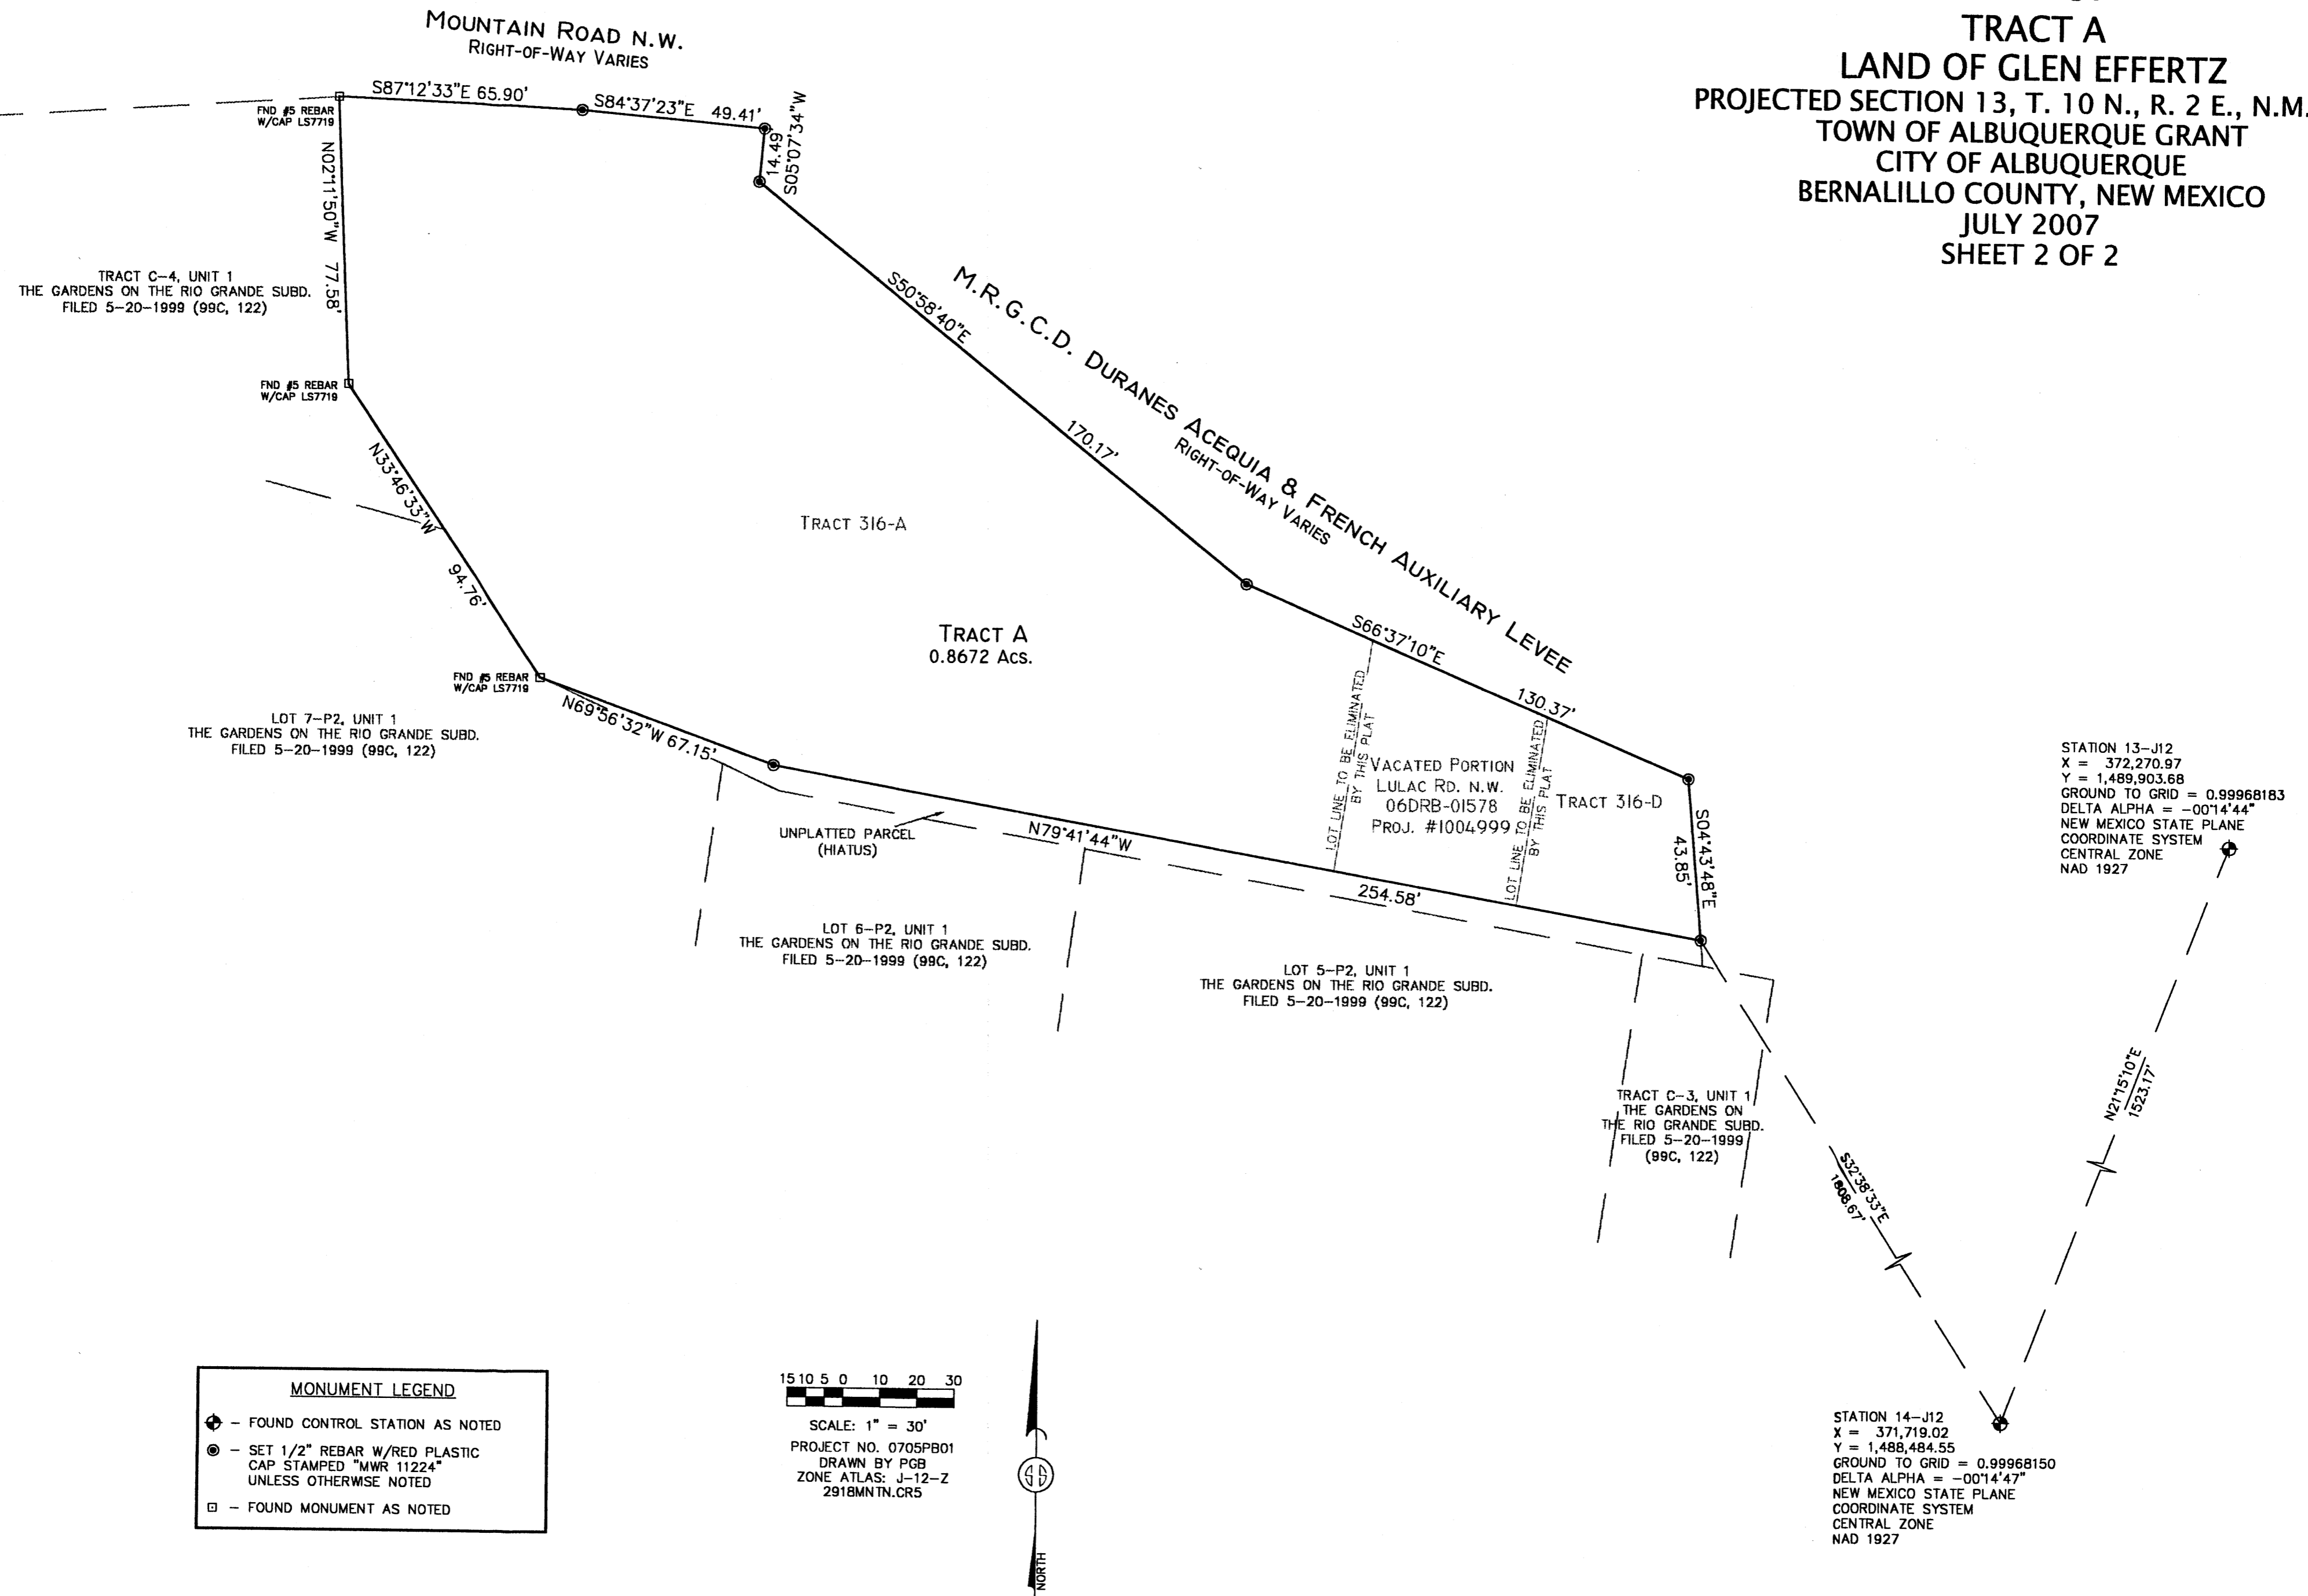 TRACT A
LAND OF GLEN EFFERTZ
PROJECTED SECTION 13, T. 10 N., R. 2 E., N.M.
TOWN OF ALBUQUERQUE GRANT
CITY OF ALBUQUERQUE
BERNALILLO COUNTY, NEW MEXICO
JULY 2007
SHEET 2 OF 2
MOUNTAIN ROAD N.W.
RIGHT-OF-WAY VARIES
S87°12'33"E 65.90'
S84°37'23"E 49.41'
14.49
S05°07'34"W
FND #5 REBAR
W/CAP LS7719
N02°11'50"W 77.58'
TRACT C-4, UNIT 1
THE GARDENS ON THE RIO GRANDE SUBD.
FILED 5-20-1999 (99C, 122)
FND #5 REBAR
W/CAP LS7719
N33°46'33"W
94.76'
S50°58'40"E
170.17'
M.R.G.C.D. DURANES ACEQUIA & FRENCH AUXILIARY LEVEE
RIGHT-OF-WAY VARIES
TRACT 316-A
TRACT A
0.8672 ACS.
FND #5 REBAR
W/CAP LS7719
N69°56'32"W 67.15'
LOT 7-P2, UNIT 1
THE GARDENS ON THE RIO GRANDE SUBD.
FILED 5-20-1999 (99C, 122)
S66°37'10"E
130.37'
LOT LINE TO BE ELIMINATED
BY THIS PLAT
VACATED PORTION
LULAC RD. N.W.
06DRB-01578
PROJ. #1004999
LOT LINE TO BE ELIMINATED
BY THIS PLAT
TRACT 316-D
S04°43'48"E
43.85'
UNPLATTED PARCEL
(HIATUS)
N79°41'44"W
254.58'
LOT 6-P2, UNIT 1
THE GARDENS ON THE RIO GRANDE SUBD.
FILED 5-20-1999 (99C, 122)
LOT 5-P2, UNIT 1
THE GARDENS ON THE RIO GRANDE SUBD.
FILED 5-20-1999 (99C, 122)
TRACT C-3, UNIT 1
THE GARDENS ON
THE RIO GRANDE SUBD.
FILED 5-20-1999
(99C, 122)
STATION 13-J12
X = 372,270.97
Y = 1,489,903.68
GROUND TO GRID = 0.99968183
DELTA ALPHA = -00°14'44"
NEW MEXICO STATE PLANE
COORDINATE SYSTEM
CENTRAL ZONE
NAD 1927
N21°15'10"E
1523.17'
S32°38'33"E
1808.67'
STATION 14-J12
X = 371,719.02
Y = 1,488,484.55
GROUND TO GRID = 0.99968150
DELTA ALPHA = -00°14'47"
NEW MEXICO STATE PLANE
COORDINATE SYSTEM
CENTRAL ZONE
NAD 1927
MONUMENT LEGEND
- FOUND CONTROL STATION AS NOTED
- SET 1/2" REBAR W/RED PLASTIC
CAP STAMPED "MWR 11224"
UNLESS OTHERWISE NOTED
- FOUND MONUMENT AS NOTED
15 10 5 0 10 20 30
SCALE: 1" = 30'
PROJECT NO. 0705PB01
DRAWN BY PGB
ZONE ATLAS: J-12-Z
2918MNTN.CR5
NORTH